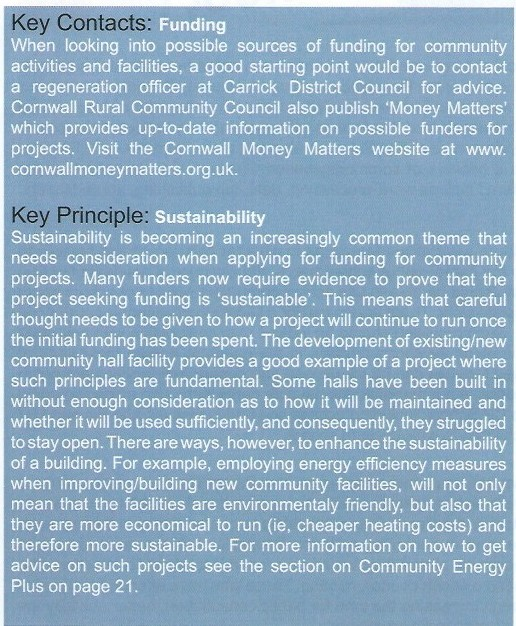 Key Contacts: Funding
When looking into possible sources of funding for community
activities and facilities, a good starting point would be to contact
a regeneration officer at Carrick District Council for advice.
Cornwall Rural Community Council also publish ‘Money Matters’
which provides up-to-date information on possible funders for
projects. Visit the Cornwall Money Matters website at www.
cornwallmoneymatters.org.uk.
Key Principle: Sustainability
Sustainability is becoming an increasingly common theme that
needs consideration when applying for funding for community
projects. Many funders now require evidence to prove that the
project seeking funding is ‘sustainable’. This means that careful
thought needs to be given to how a project will continue to run once
the initial funding has been spent. The development of existing/new
community hall facility provides a good example of a project where
such principles are fundamental. Some halls have been built in
without enough consideration as to how it will be maintained and
whether it will be used sufficiently, and consequently, they struggled
to stay open. There are ways, however, to enhance the sustainability
of a building. For example, employing energy efficiency measures
when improving/building new community facilities, will not only
mean that the facilities are environmentaly friendly, but also that
they are more economical to run (ie, cheaper heating costs) and
therefore more sustainable. For more information on how to get
advice on such projects see the section on Community Energy
Plus on page 21.